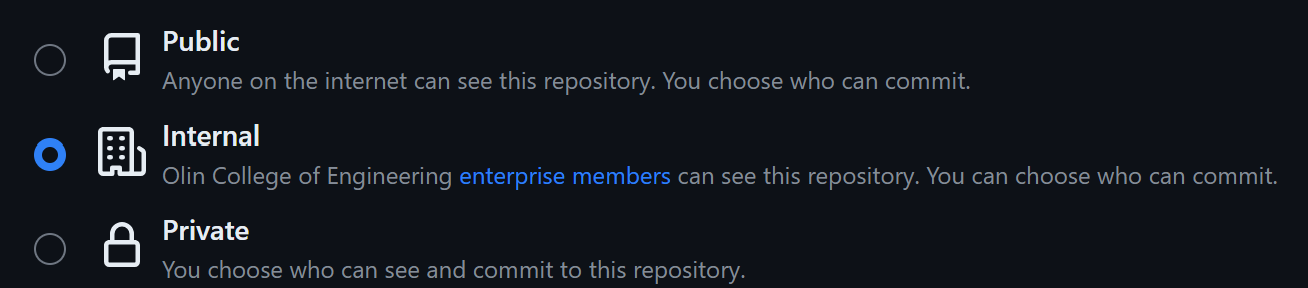 Public
Anyone on the internet can see this repository. You choose who can commit.
Internal
Olin College of Engineering enterprise members can see this repository. You can choose who can commit.
Private
You choose who can see and commit to this repository.